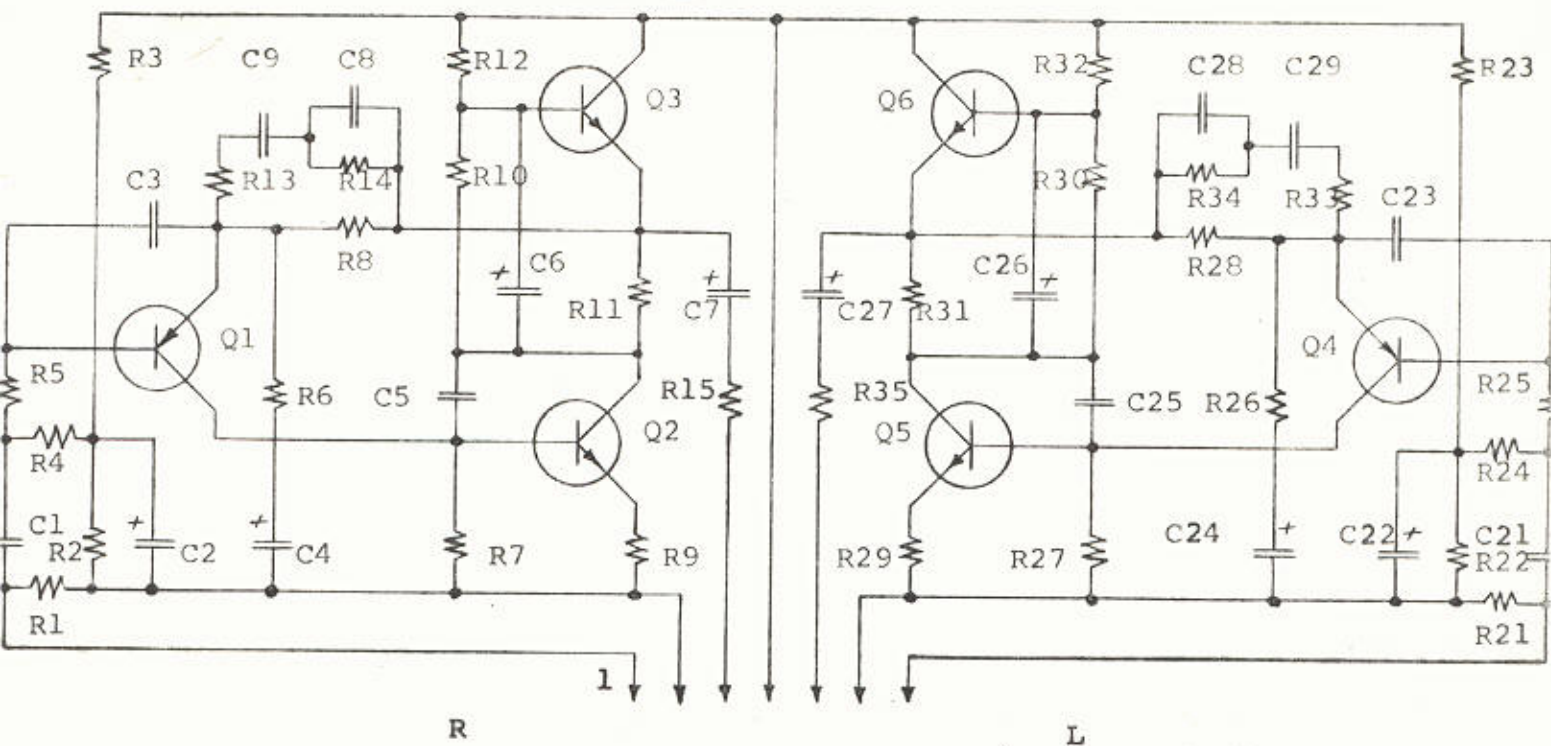 R3 C9 C8 R12 Q3 Q6 R32 C28 C29 R23
C3 R13 R14 R10 R30 R34 R33 C23
R8 C6 C26 R28
Q1 R11 C7 C27 R31 Q4
R5 R6 C5 R15 R35 C25 R26 R25
R4 Q2 Q5 R24
C1 R2 C2 C4 R7 R9 R29 R27 C24 C22 C21
R22
R1 R21
1
R L